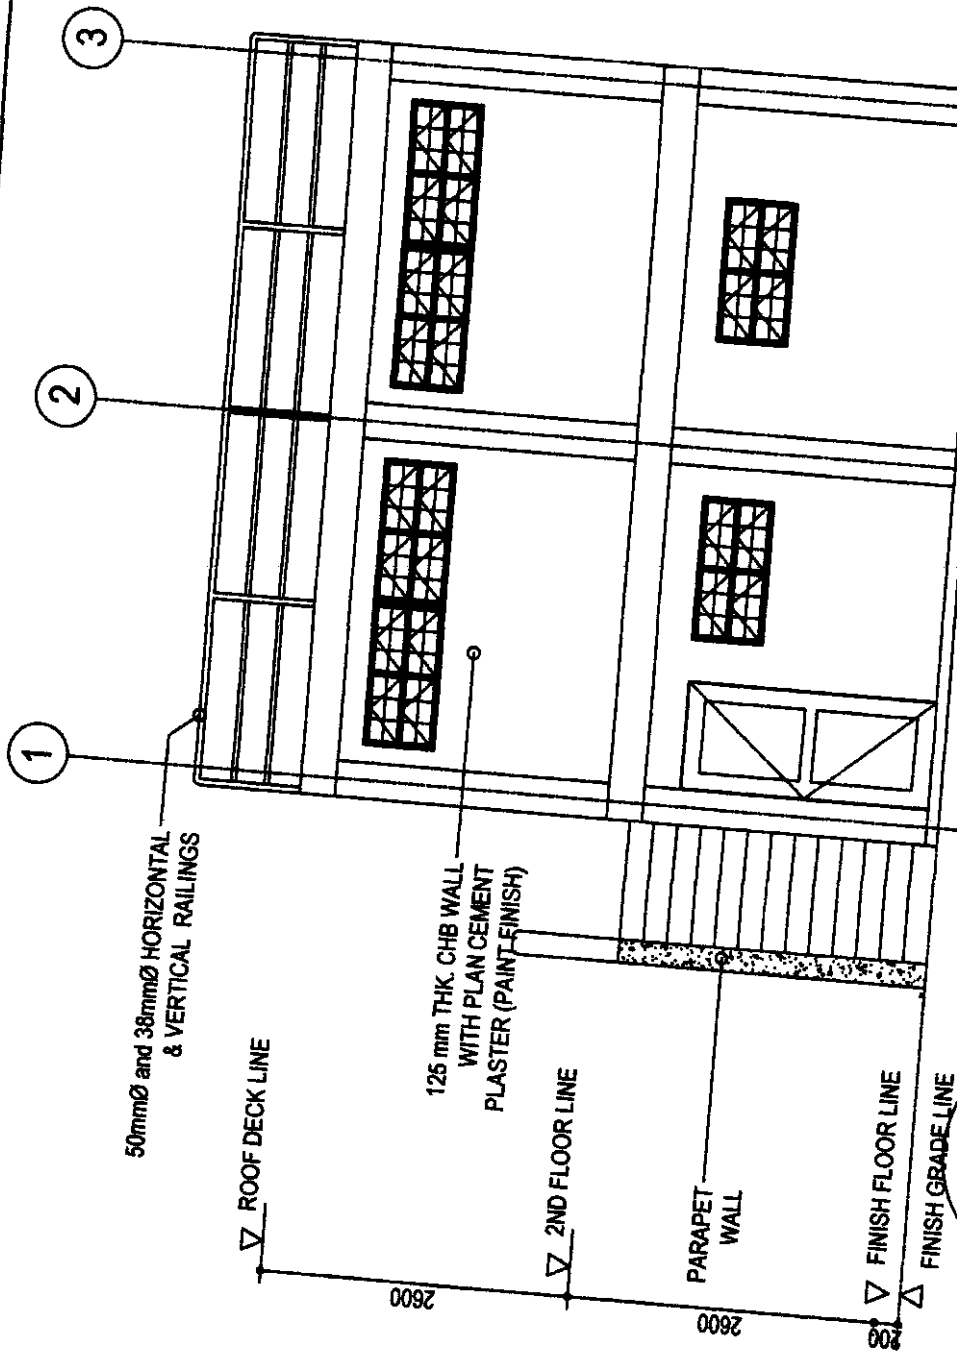 1
2
3
50mmØ and 38mmØ HORIZONTAL
& VERTICAL RAILINGS
ROOF DECK LINE
125 mm THK. CHB WALL
WITH PLAN CEMENT
PLASTER (PAINT FINISH)
2600
2ND FLOOR LINE
PARAPET
WALL
2600
FINISH FLOOR LINE
200
FINISH GRADE LINE